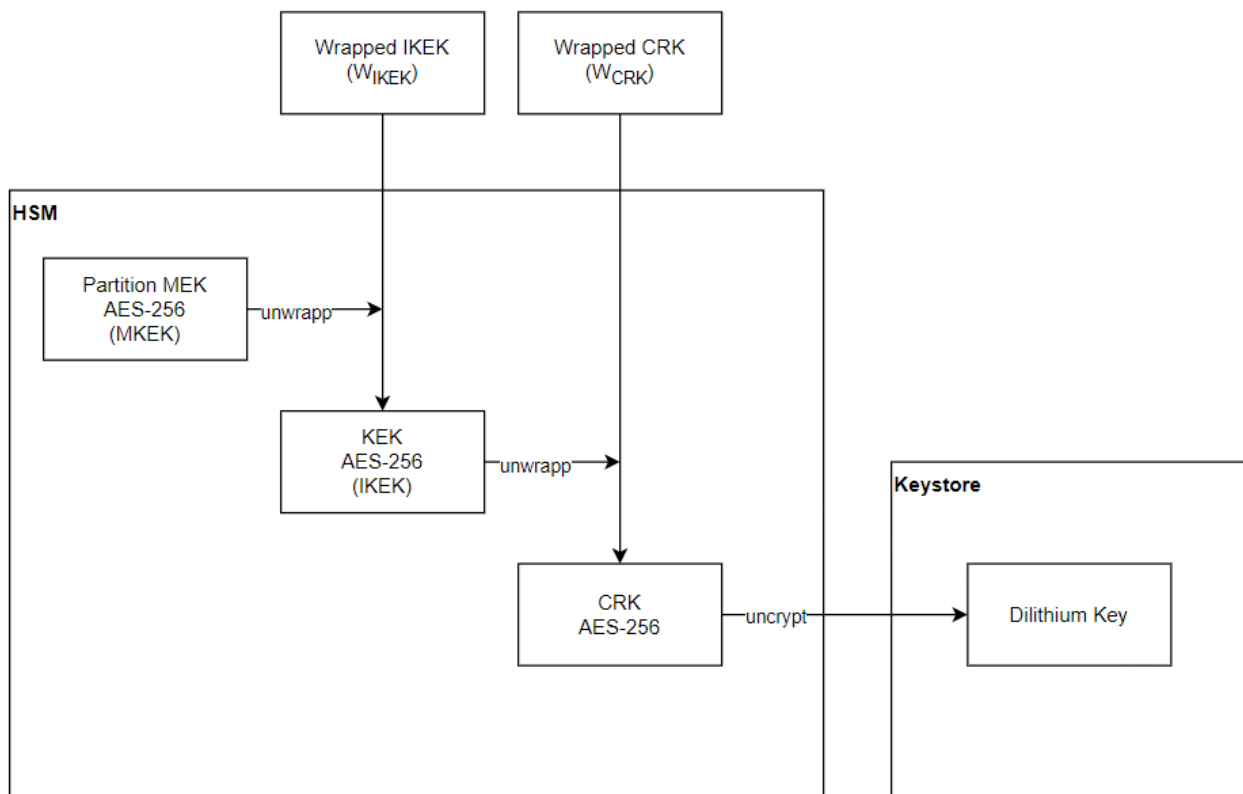 Wrapped IKEK
(WIKEK)
Wrapped CRK
(WCRK)
HSM
Partition MEK
AES-256
(MKEK)
unwrapp
KEK
AES-256
(IKEK)
unwrapp
Keystore
CRK
AES-256
uncrypt
Dilithium Key